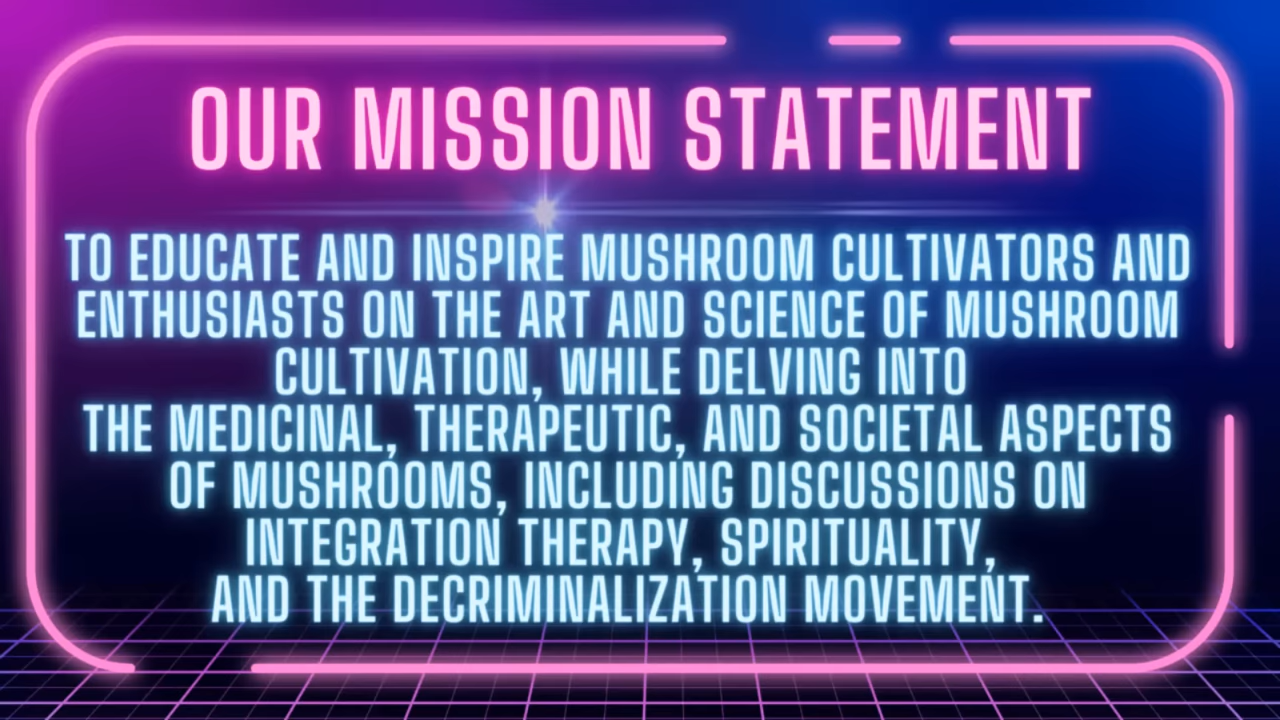 OUR MISSION STATEMENT
TO EDUCATE AND INSPIRE MUSHROOM CULTIVATORS AND
ENTHUSIASTS ON THE ART AND SCIENCE OF MUSHROOM
CULTIVATION, WHILE DELVING INTO
THE MEDICINAL, THERAPEUTIC, AND SOCIETAL ASPECTS
OF MUSHROOMS, INCLUDING DISCUSSIONS ON
INTEGRATION THERAPY, SPIRITUALITY,
AND THE DECRIMINALIZATION MOVEMENT.